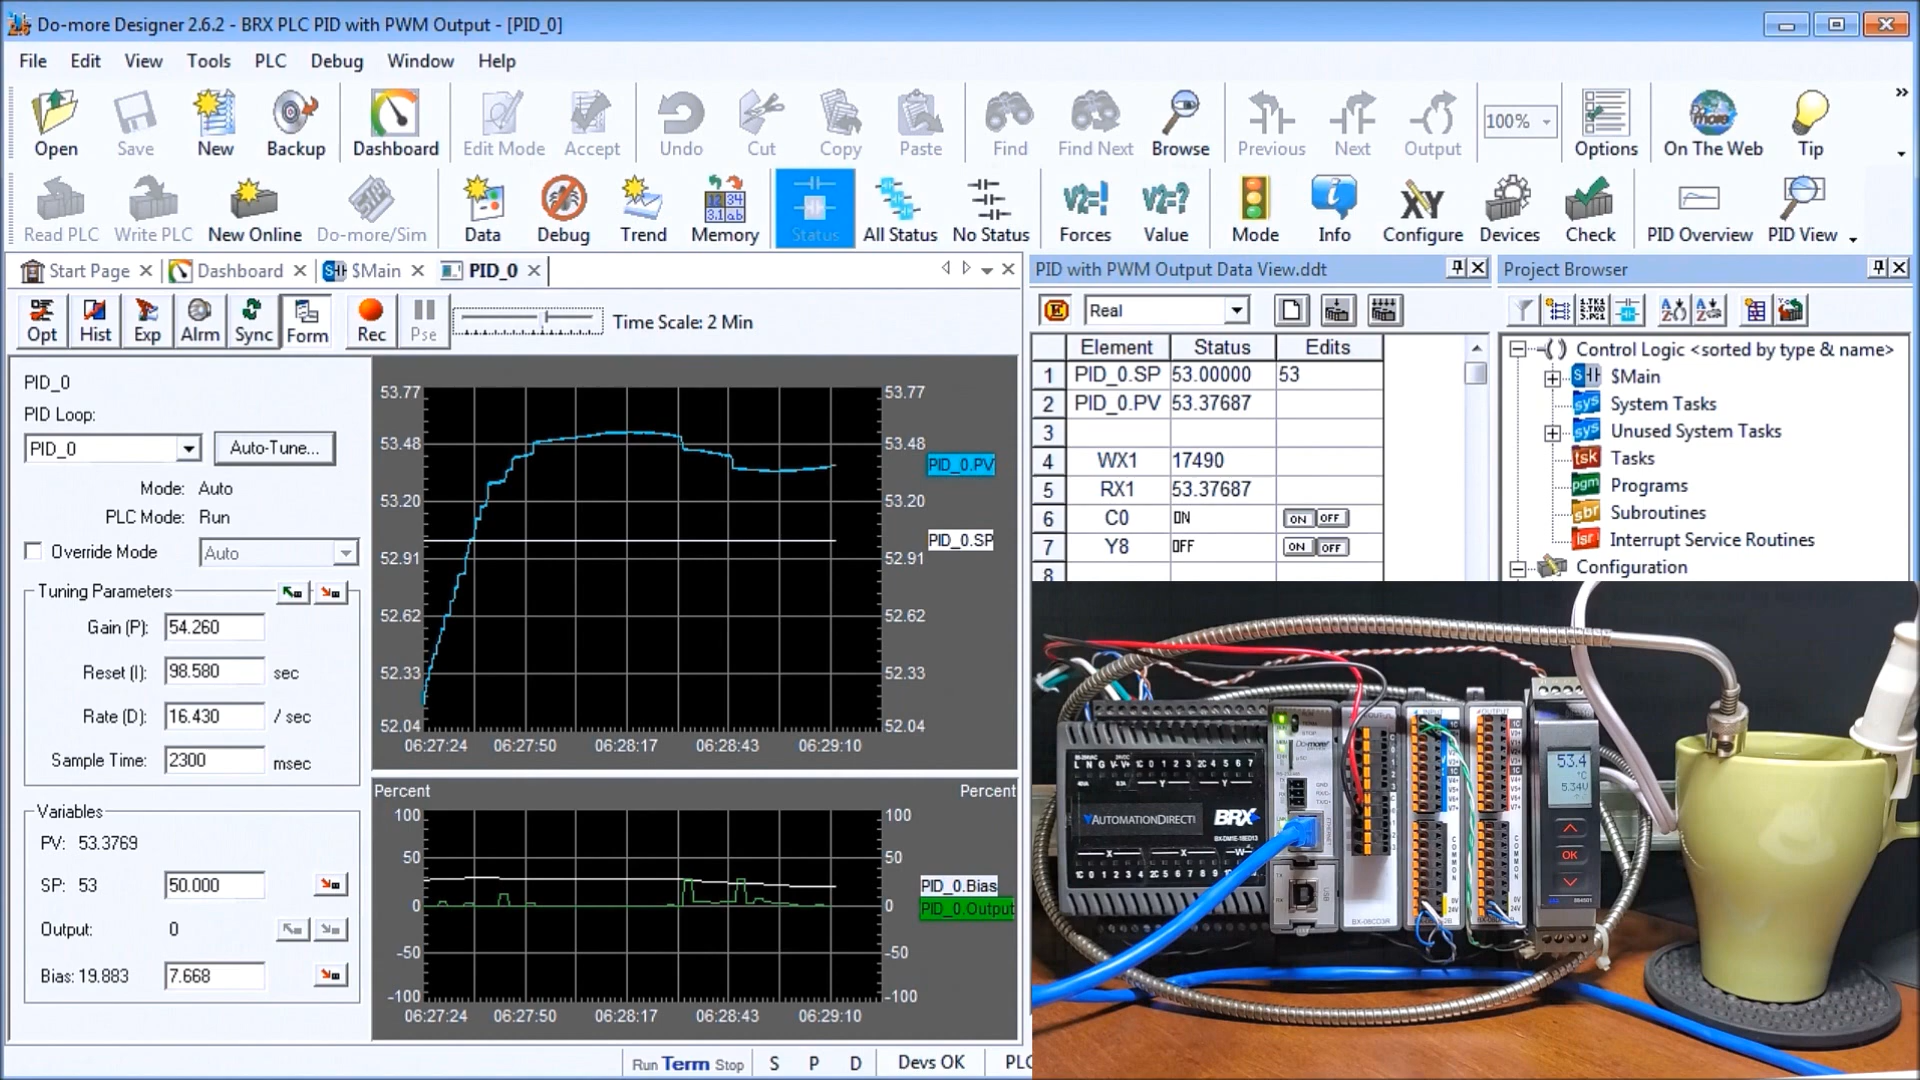 Do-more Designer 2.6.2 - BRX PLC PID with PWM Output - [PID_0]
File Edit View Tools PLC Debug Window Help
Open Save New Backup Dashboard Edit Mode Accept Undo Cut Copy Paste Find Find Next Browse Previous Next Output 100% Options On The Web Tip
Read PLC Write PLC New Online Do-more/Sim Data Debug Trend Memory Status All Status No Status Forces Value Mode Info Configure Devices Check PID Overview PID View
Start Page Dashboard $Main PID_0
Opt Hist Exp Alrm Sync Form Rec Pse Time Scale: 2 Min
PID_0
PID Loop:
PID_0 Auto-Tune...
Mode: Auto
PLC Mode: Run
Override Mode Auto
Tuning Parameters
Gain (P): 54.260
Reset (I): 98.580 sec
Rate (D): 16.430 / sec
Sample Time: 2300 msec
Variables
PV: 53.3769
SP: 53 50.000
Output: 0
Bias: 19.883 7.668
53.77 53.77
53.48 53.48
PID_0.PV
53.20 53.20
PID_0.SP
52.91 52.91
52.62 52.62
52.33 52.33
52.04 52.04
06:27:24 06:27:50 06:28:17 06:28:43 06:29:10
Percent Percent
100 100
50 50
PID_0.Bias
0 0 PID_0.Output
-50 -50
-100 -100
06:27:24 06:27:50 06:28:17 06:28:43 06:29:10
Run Term Stop S P D Devs OK PLC
PID with PWM Output Data View.ddt
Real
Element Status Edits
1 PID_0.SP 53.00000 53
2 PID_0.PV 53.37687
3
4 WX1 17490
5 RX1 53.37687
6 C0 ON ON OFF
7 Y8 OFF ON OFF
8
Project Browser
Control Logic <sorted by type & name>
$Main
System Tasks
Unused System Tasks
Tasks
Programs
Subroutines
Interrupt Service Routines
Configuration
AUTOMATIONDIRECT
BRX
Do-more
53.4
°C
5.34V
OK
COMMON
COMMON